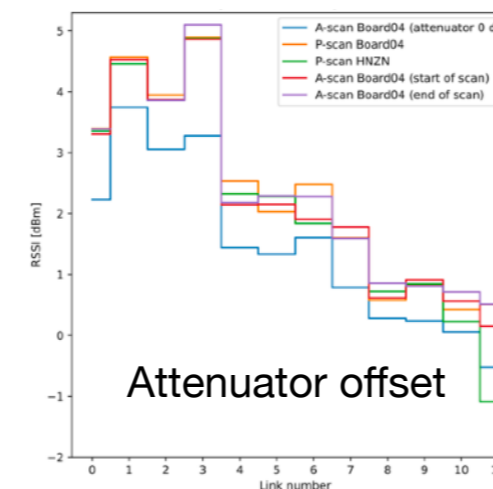 A-scan Board04 (attenuator 0 d
P-scan Board04
P-scan HNZN
A-scan Board04 (start of scan)
A-scan Board04 (end of scan)
5
4
3
2
1
0
−1
−2
RSSI [dBm]
Attenuator offset
0 1 2 3 4 5 6 7 8 9 10
Link number